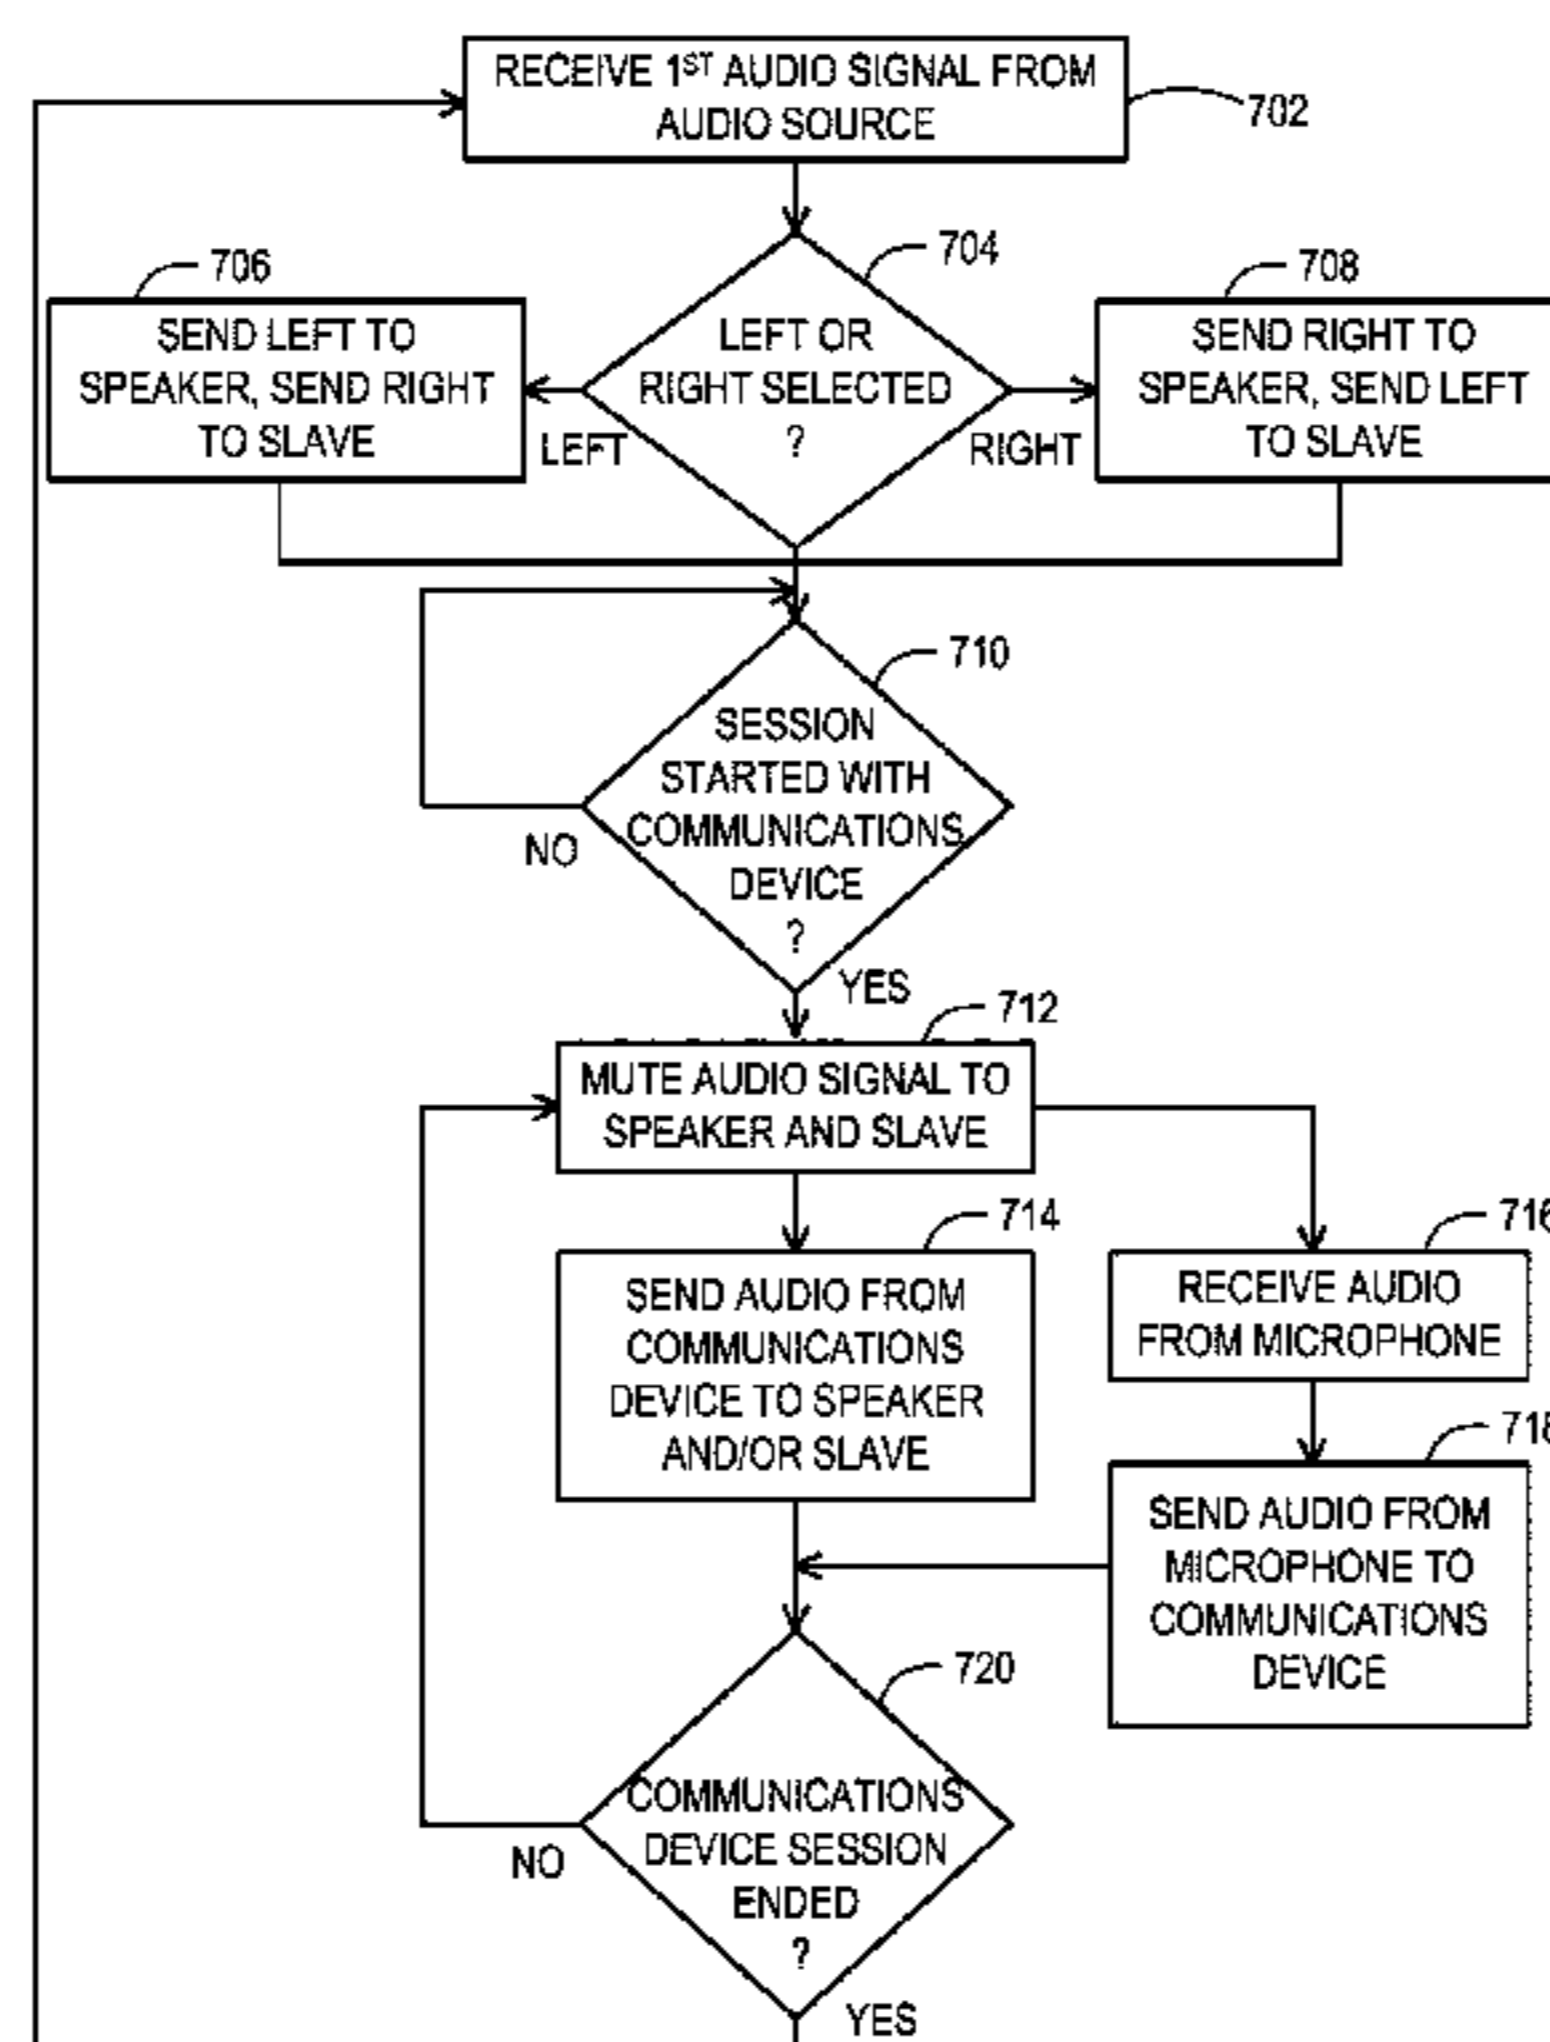 RECEIVE 1ST AUDIO SIGNAL FROM
AUDIO SOURCE
702
704
706
708
SEND LEFT TO
SPEAKER, SEND RIGHT
TO SLAVE
LEFT OR
RIGHT SELECTED
?
SEND RIGHT TO
SPEAKER, SEND LEFT
TO SLAVE
LEFT
RIGHT
710
SESSION
STARTED WITH
COMMUNICATIONS
DEVICE
?
NO
YES
712
MUTE AUDIO SIGNAL TO
SPEAKER AND SLAVE
714
716
SEND AUDIO FROM
COMMUNICATIONS
DEVICE TO SPEAKER
AND/OR SLAVE
RECEIVE AUDIO
FROM MICROPHONE
718
SEND AUDIO FROM
MICROPHONE TO
COMMUNICATIONS
DEVICE
720
COMMUNICATIONS
DEVICE SESSION
ENDED
?
NO
YES